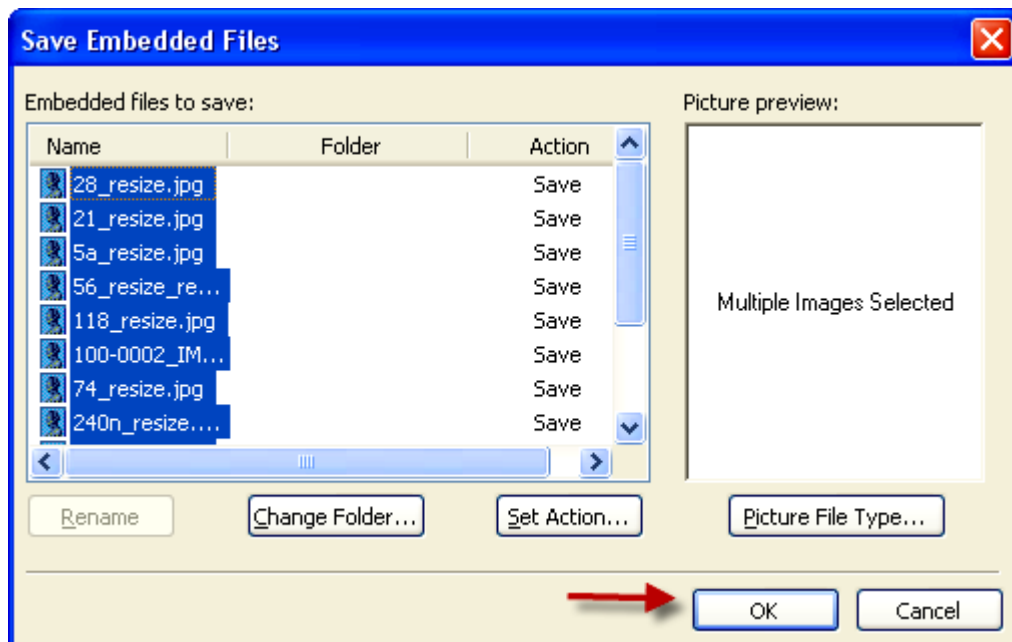 Save Embedded Files
Embedded files to save:
Picture preview:
Name Folder Action
28_resize.jpg Save
21_resize.jpg Save
5a_resize.jpg Save
56_resize_re... Save
118_resize.jpg Save
100-0002_IM... Save
74_resize.jpg Save
240n_resize.... Save
Multiple Images Selected
Rename Change Folder... Set Action... Picture File Type...
OK Cancel